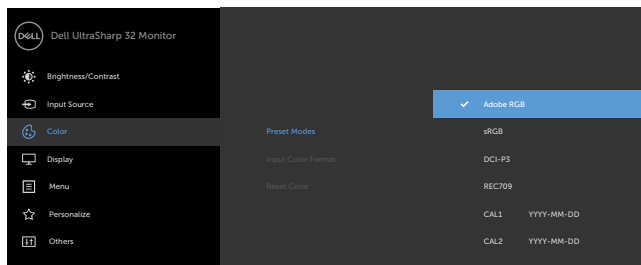 DELL Dell UltraSharp 32 Monitor
Brightness/Contrast
Input Source
Adobe RGB
Color
Preset Modes
sRGB
Display
Input Color Format
DCI-P3
Menu
Reset Color
REC709
Personalize
CAL1 YYYY-MM-DD
Others
CAL2 YYYY-MM-DD